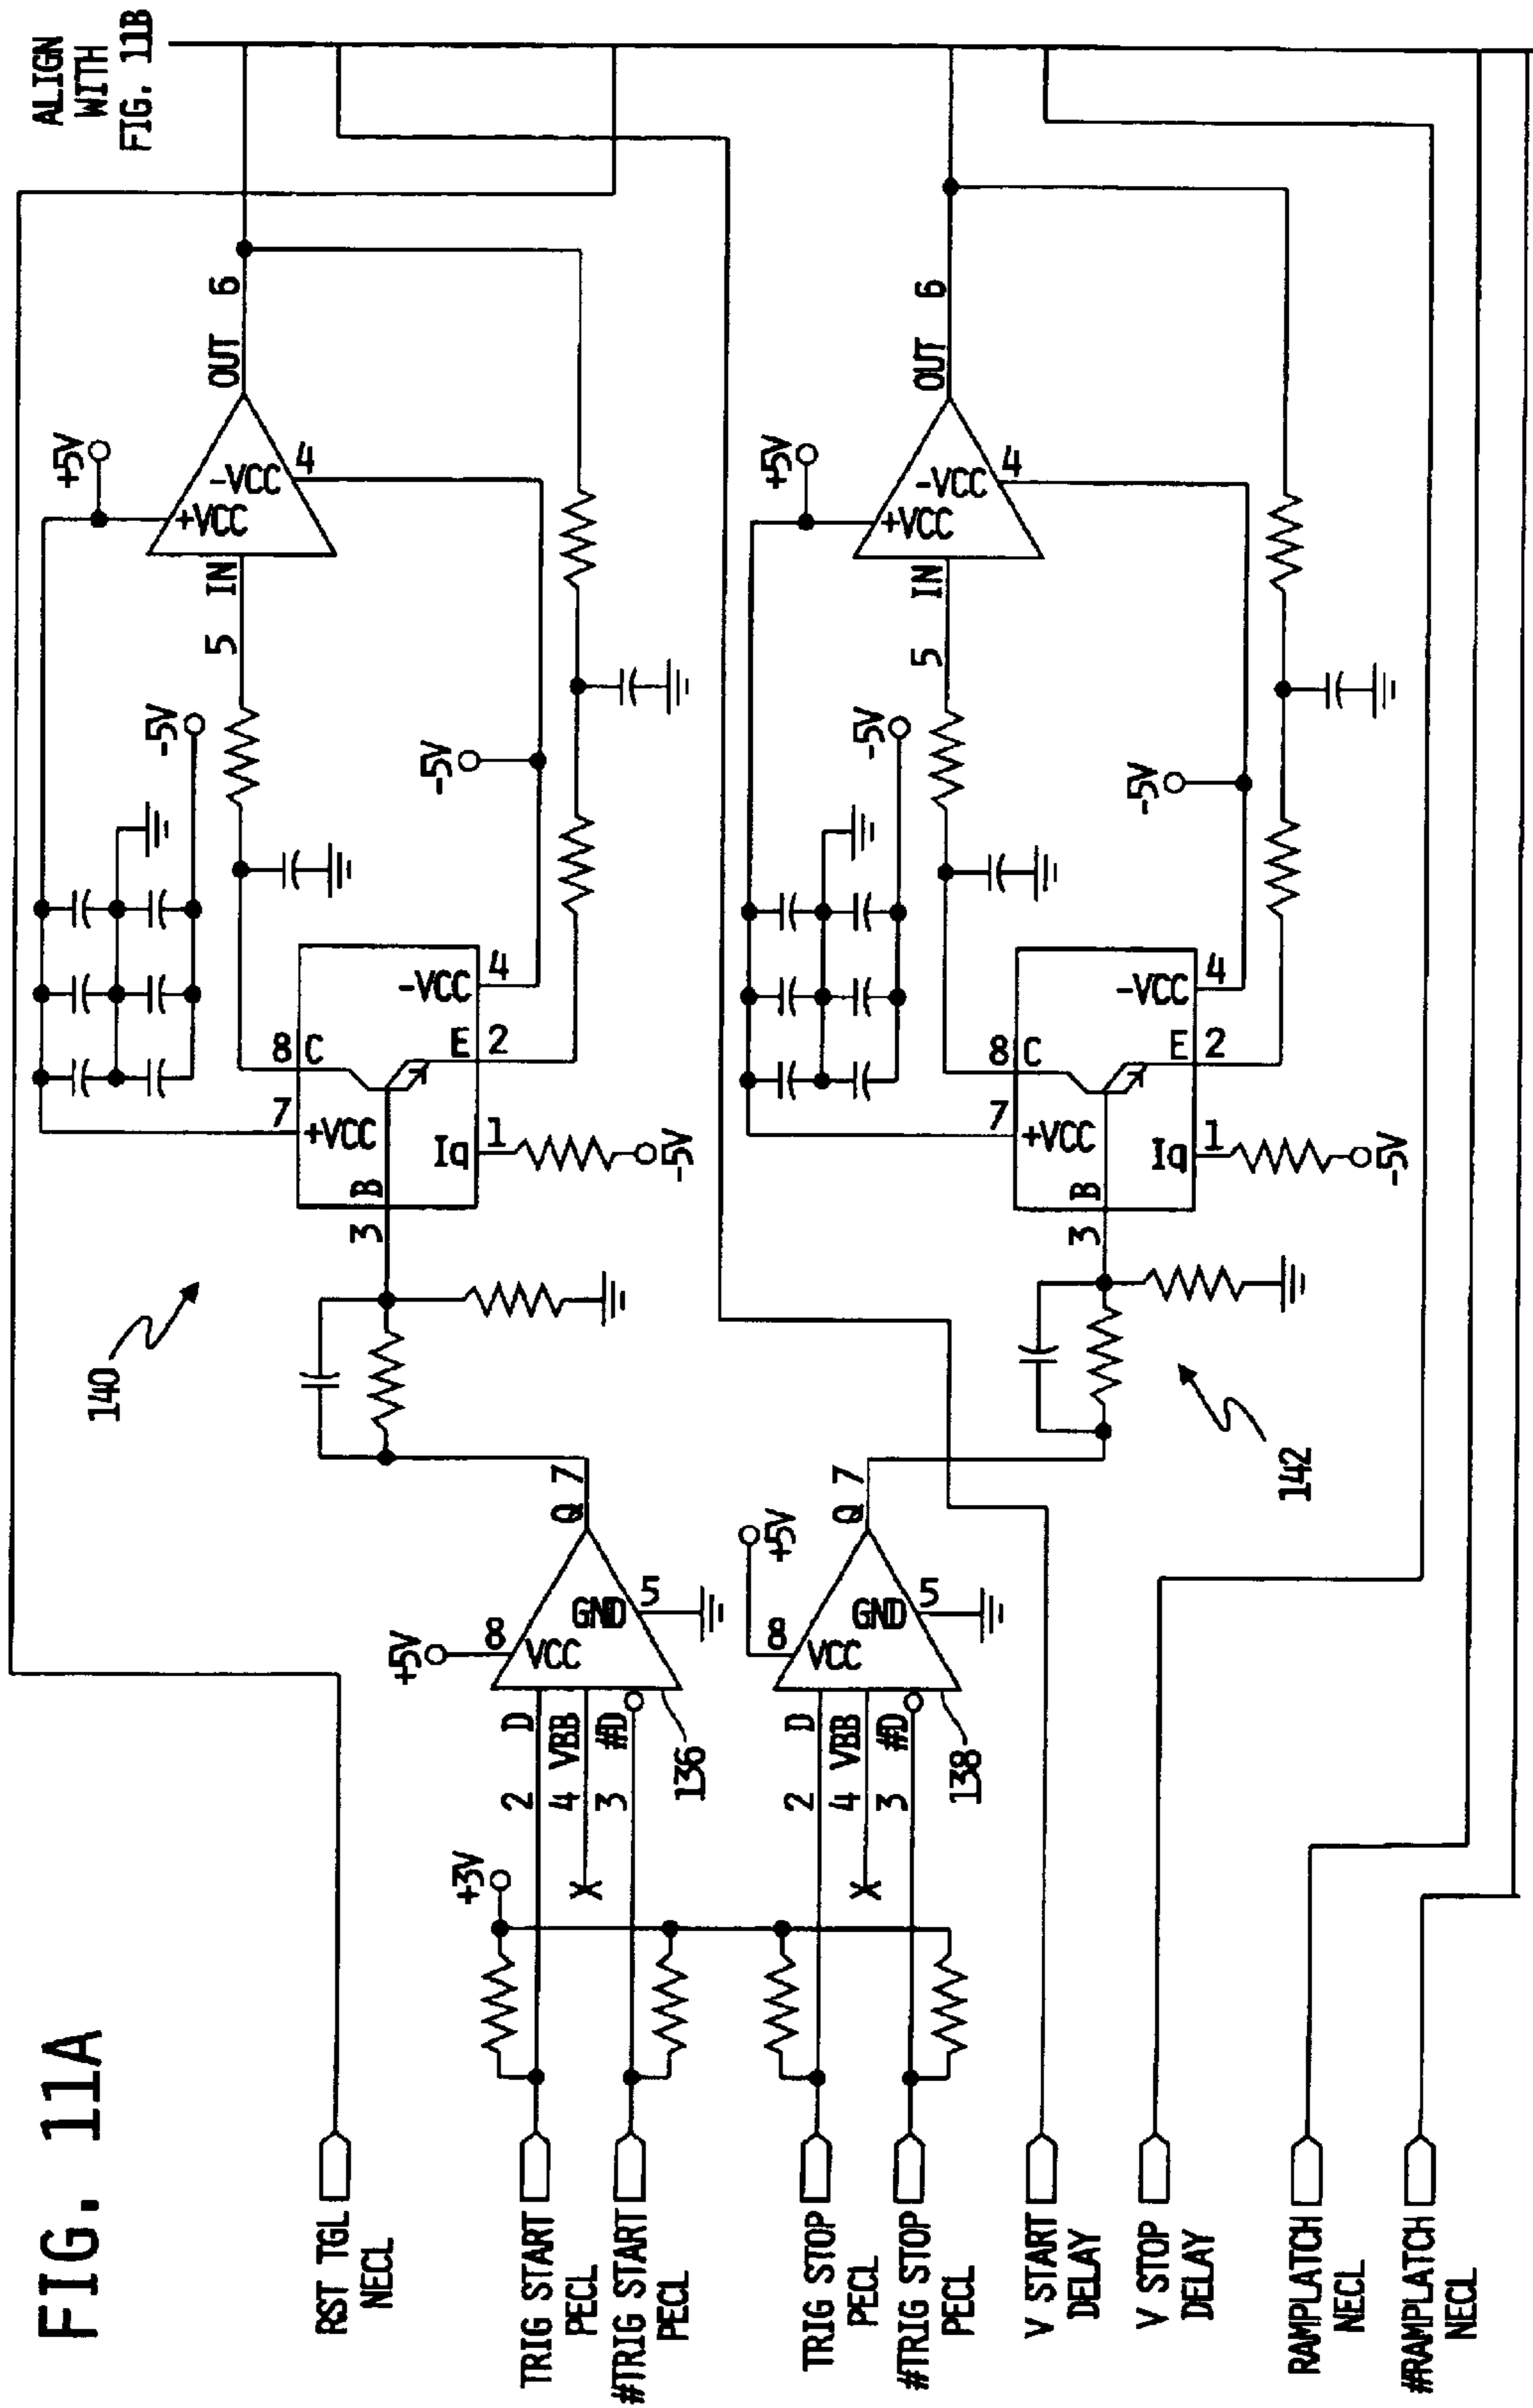 FIG. 11A
ALIGN
WITH
FIG. 11B
RST TGL
NECL
TRIG START
PECL
#TRIG START
PECL
TRIG STOP
PECL
#TRIG STOP
PECL
V START
DELAY
V STOP
DELAY
RAMPLATCH
NECL
#RAMPLATCH
NECL
+3V
2 D
4 VBB
3 #D
136
+5V
8
VCC
GND
5
Q 7
2 D
4 VBB
3 #D
138
+5V
8
VCC
GND
5
Q 7
140
3 B
7
+VCC
8 C
Iq 1
-5V
E 2
-VCC 4
-5V
-5V
5 IN
+5V
+VCC
-VCC
4
OUT 6
142
3 B
7
+VCC
8 C
Iq 1
-5V
E 2
-VCC 4
-5V
-5V
5 IN
+5V
+VCC
-VCC
4
OUT 6